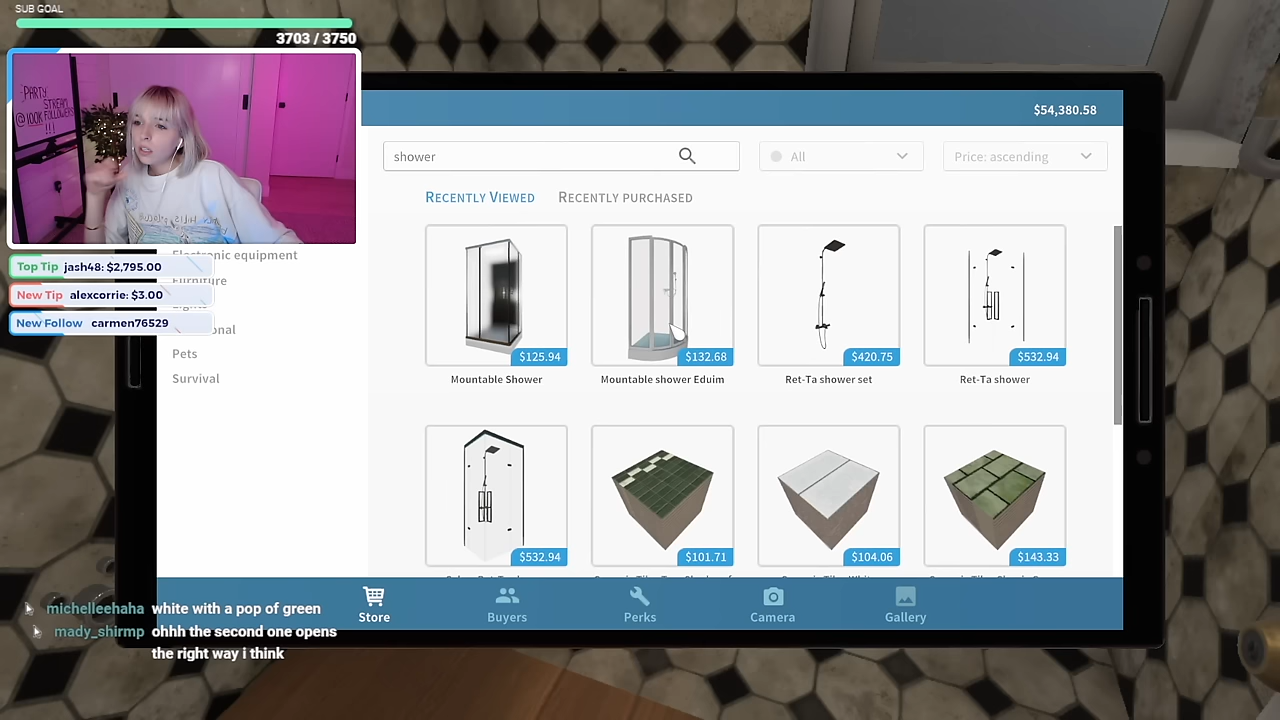 SUB GOAL
3703 / 3750
PARTY
STREAM
@100K FOLLOWERS
!!!
Top Tip jash48: $2,795.00
New Tip alexcorrie: $3.00
New Follow carmen76529
$54,380.58
shower
All
Price: ascending
RECENTLY VIEWED
RECENTLY PURCHASED
Electronic equipment
Furniture
Pets
Survival
$125.94
$132.68
$420.75
$532.94
Mountable Shower
Mountable shower Eduim
Ret-Ta shower set
Ret-Ta shower
$532.94
$101.71
$104.06
$143.33
Store
Buyers
Perks
Camera
Gallery
michelleehaha white with a pop of green
mady_shirmp ohhh the second one opens
the right way i think